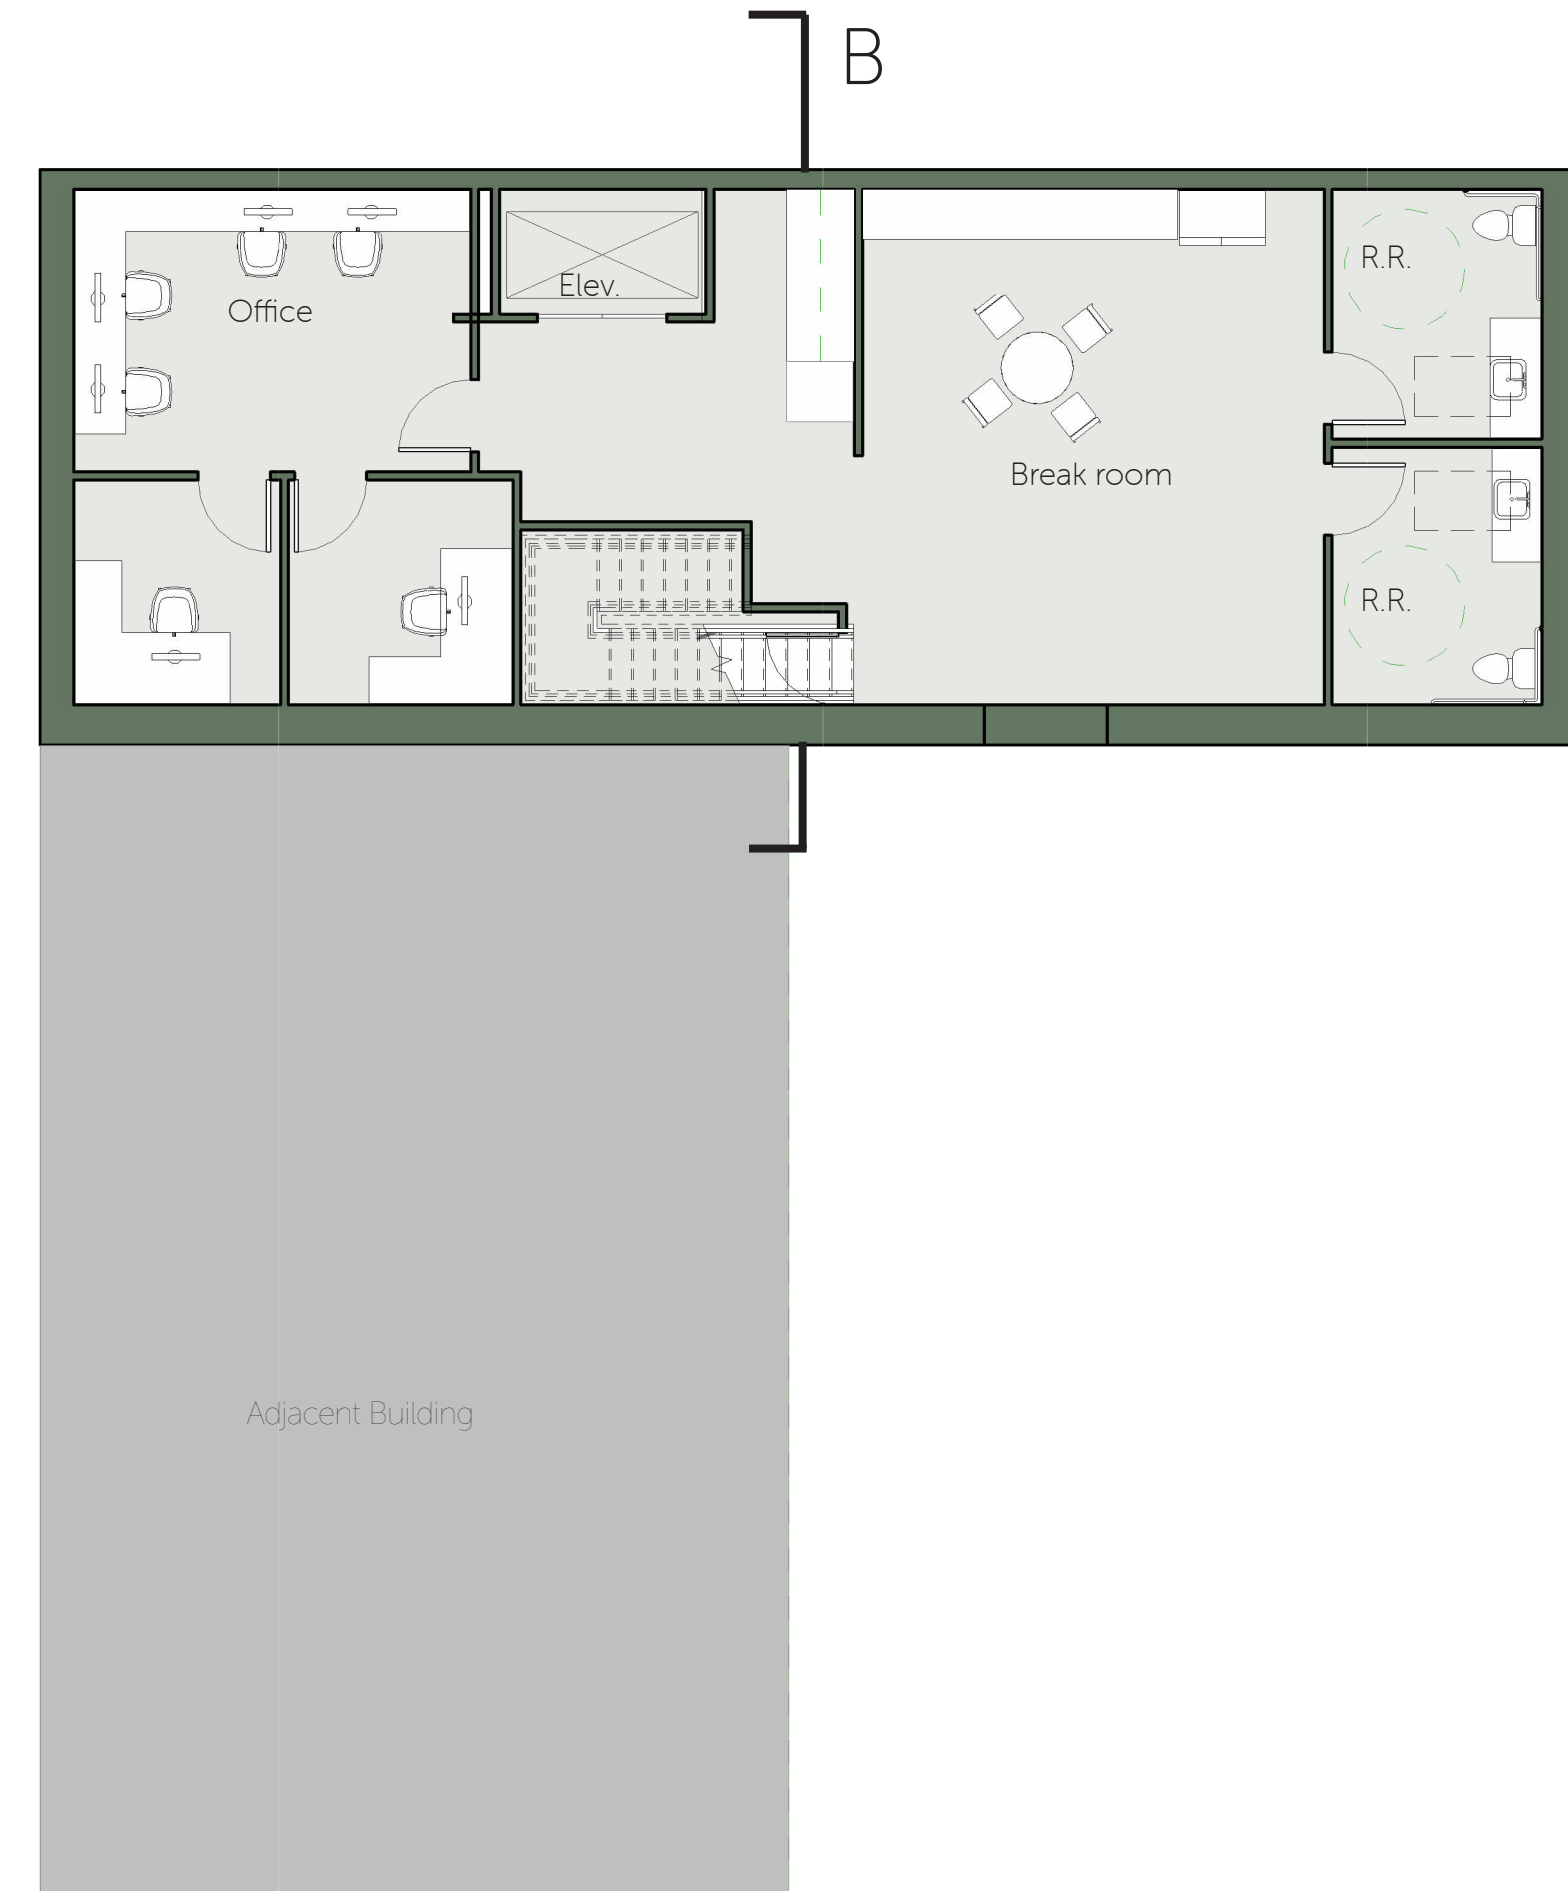 B
R.R.
Elev.
Office
Break room
R.R.
Adjacent Building